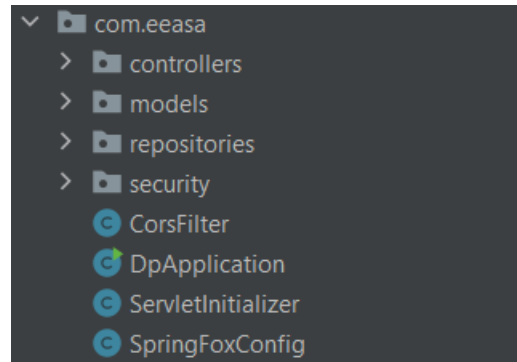 com.eeasa
controllers
models
repositories
security
C CorsFilter
C DpApplication
C ServletInitializer
C SpringFoxConfig